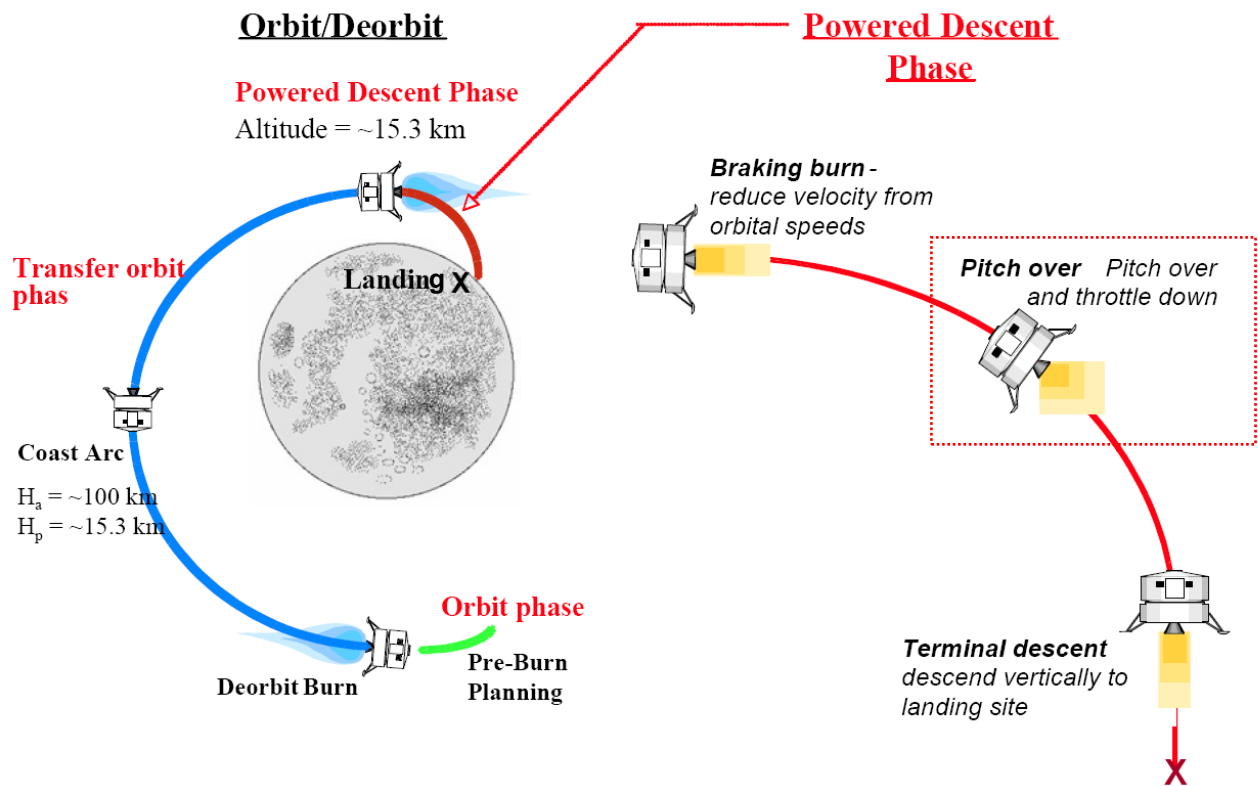 Orbit/Deorbit
Powered Descent Phase
Altitude = ~15.3 km
Landing X
Transfer orbit
phas
Coast Arc
Hₐ = ~100 km
Hₚ = ~15.3 km
Deorbit Burn
Orbit phase
Pre-Burn
Planning
Powered Descent
Phase
Braking burn -
reduce velocity from
orbital speeds
Pitch over Pitch over
and throttle down
Terminal descent
descend vertically to
landing site
X